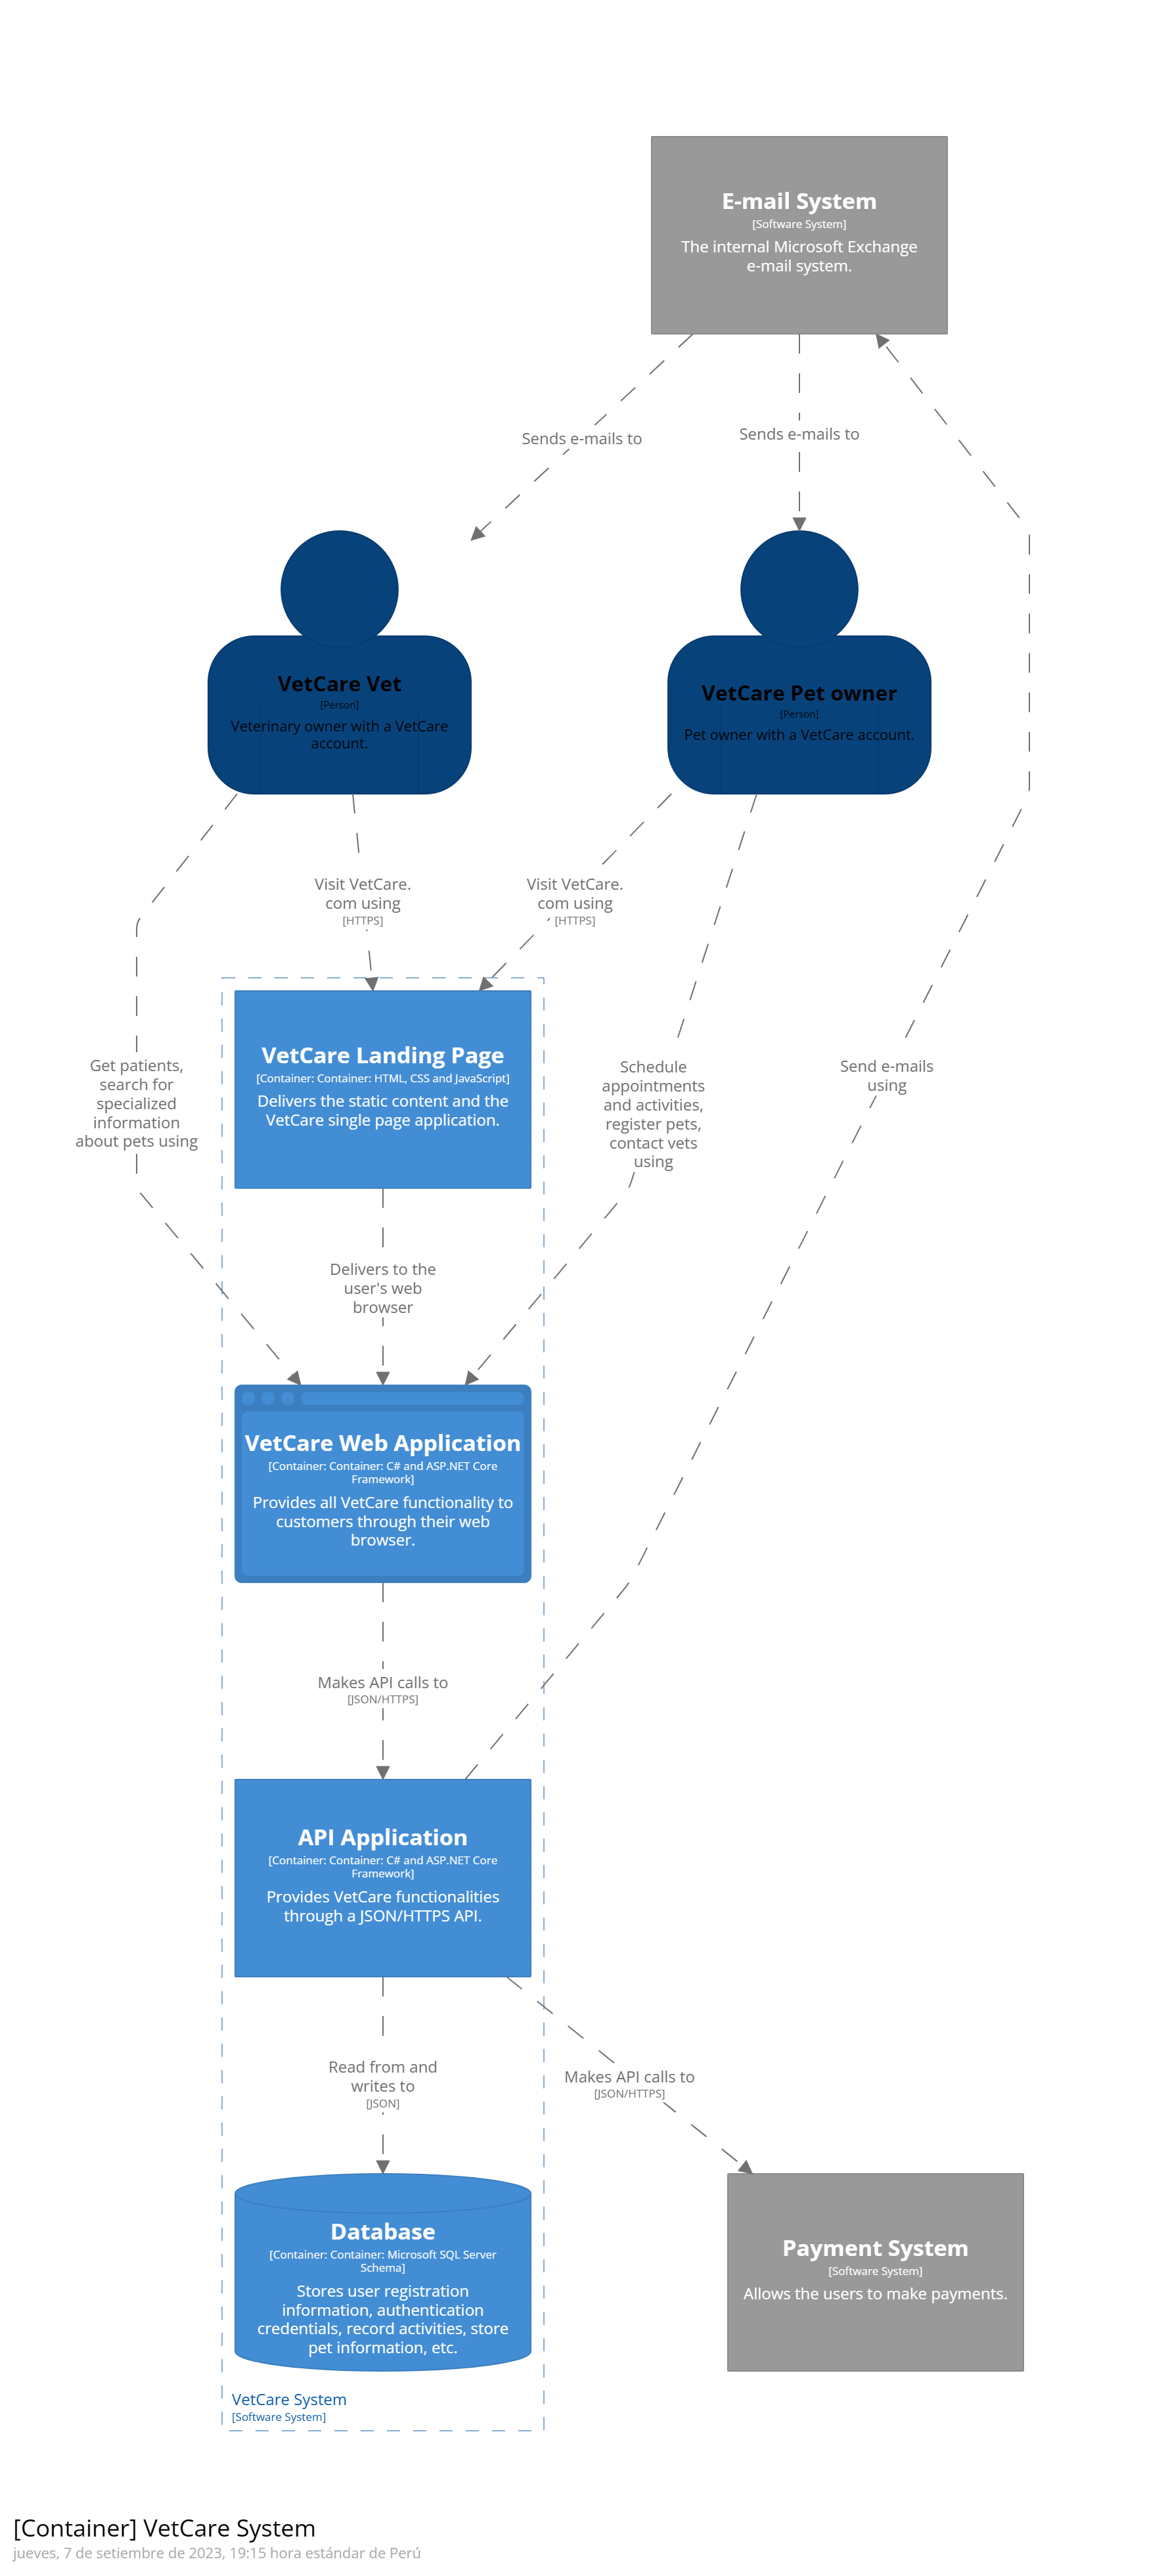 E-mail System
[Software System]
The internal Microsoft Exchange
e-mail system.
Sends e-mails to
Sends e-mails to
VetCare Vet
[Person]
Veterinary owner with a VetCare
account.
VetCare Pet owner
[Person]
Pet owner with a VetCare account.
Visit VetCare.
com using
[HTTPS]
Visit VetCare.
com using
[HTTPS]
Get patients,
search for
specialized
information
about pets using
VetCare Landing Page
[Container: Container: HTML, CSS and JavaScript]
Delivers the static content and the
VetCare single page application.
Schedule
appointments
and activities,
register pets,
contact vets
using
Send e-mails
using
Delivers to the
user's web
browser
VetCare Web Application
[Container: Container: C# and ASP.NET Core
Framework]
Provides all VetCare functionality to
customers through their web
browser.
Makes API calls to
[JSON/HTTPS]
API Application
[Container: Container: C# and ASP.NET Core
Framework]
Provides VetCare functionalities
through a JSON/HTTPS API.
Read from and
writes to
[JSON]
Makes API calls to
[JSON/HTTPS]
Database
[Container: Container: Microsoft SQL Server
Schema]
Stores user registration
information, authentication
credentials, record activities, store
pet information, etc.
Payment System
[Software System]
Allows the users to make payments.
VetCare System
[Software System]
[Container] VetCare System
jueves, 7 de setiembre de 2023, 19:15 hora estándar de Perú